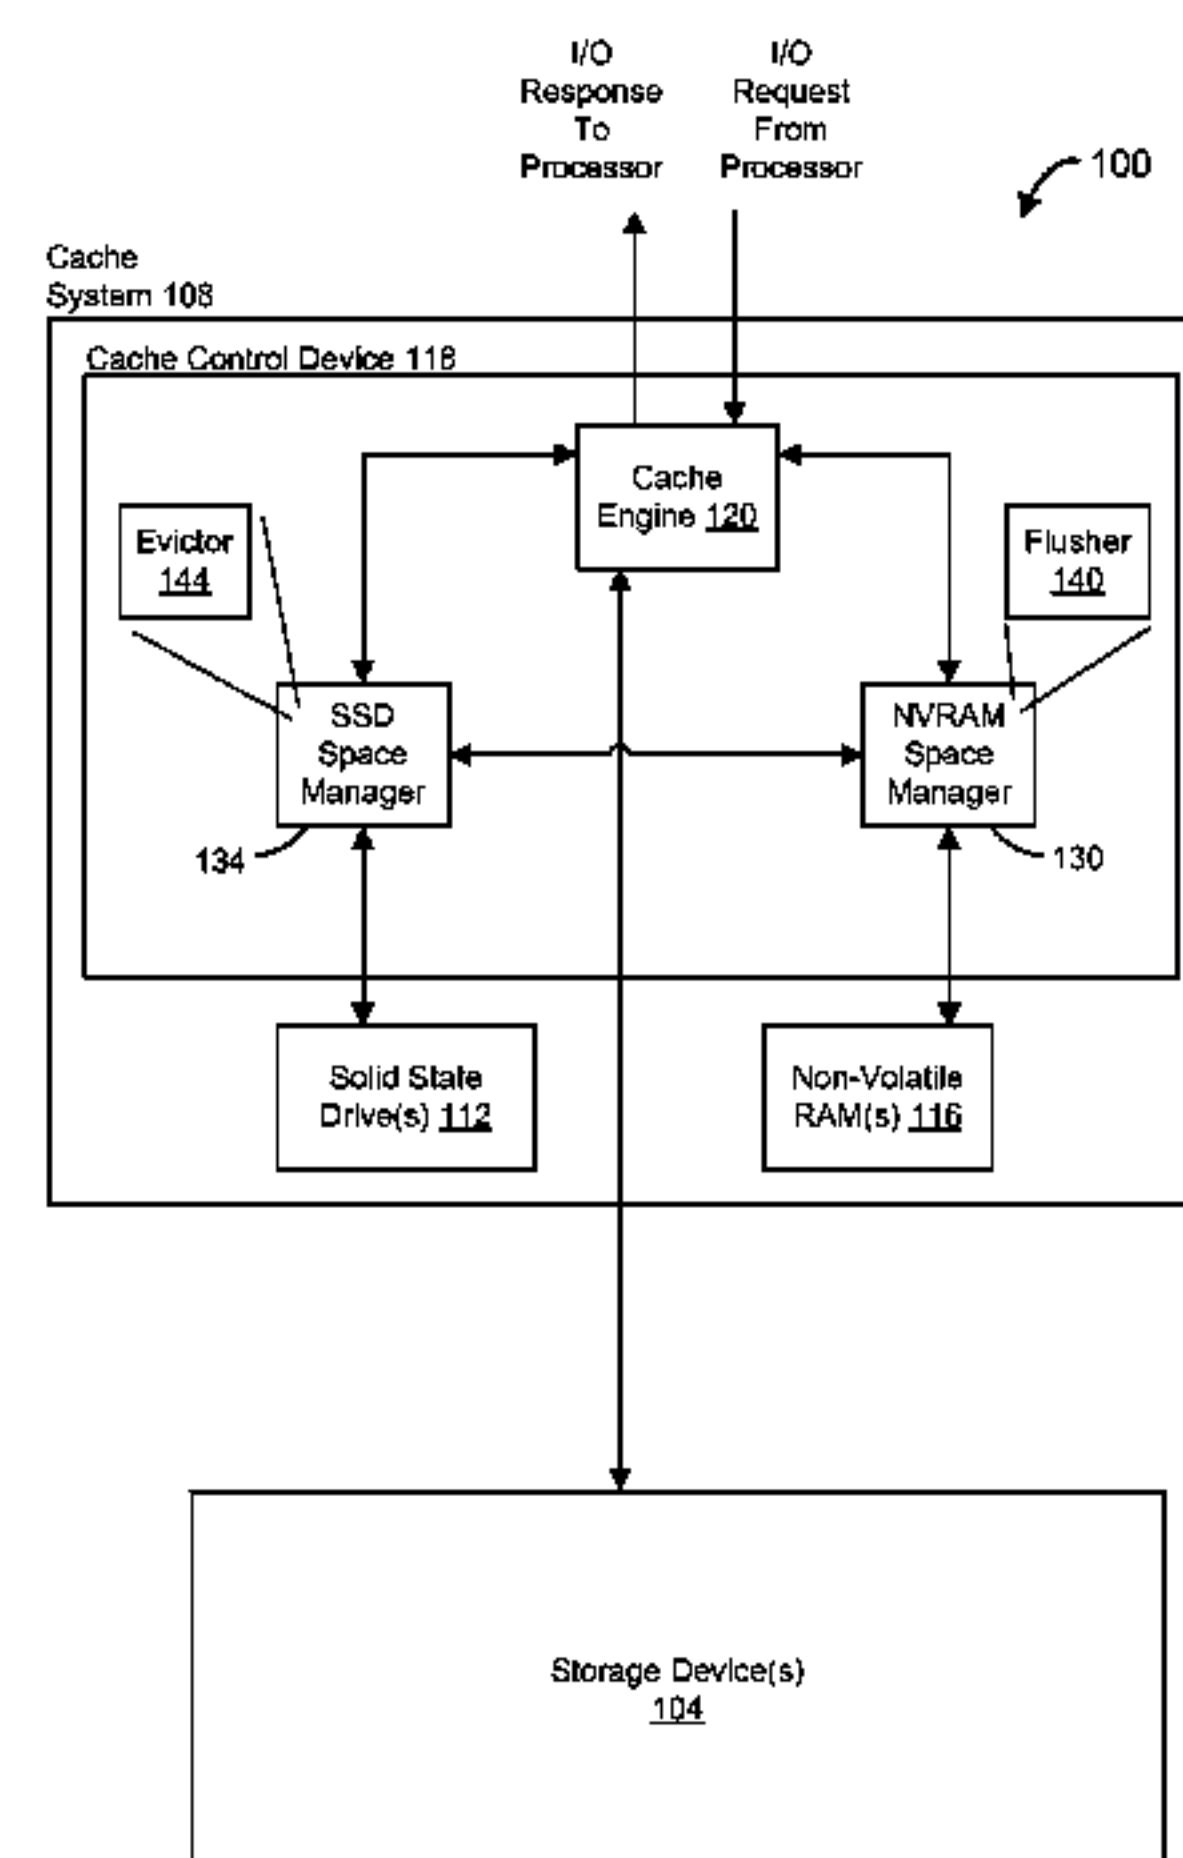 I/O
Response
To
Processor
I/O
Request
From
Processor
100
Cache
System 108
Cache Control Device 118
Cache
Engine 120
Evictor
144
Flusher
140
SSD
Space
Manager
NVRAM
Space
Manager
134
130
Solid State
Drive(s) 112
Non-Volatile
RAM(s) 116
Storage Device(s)
104